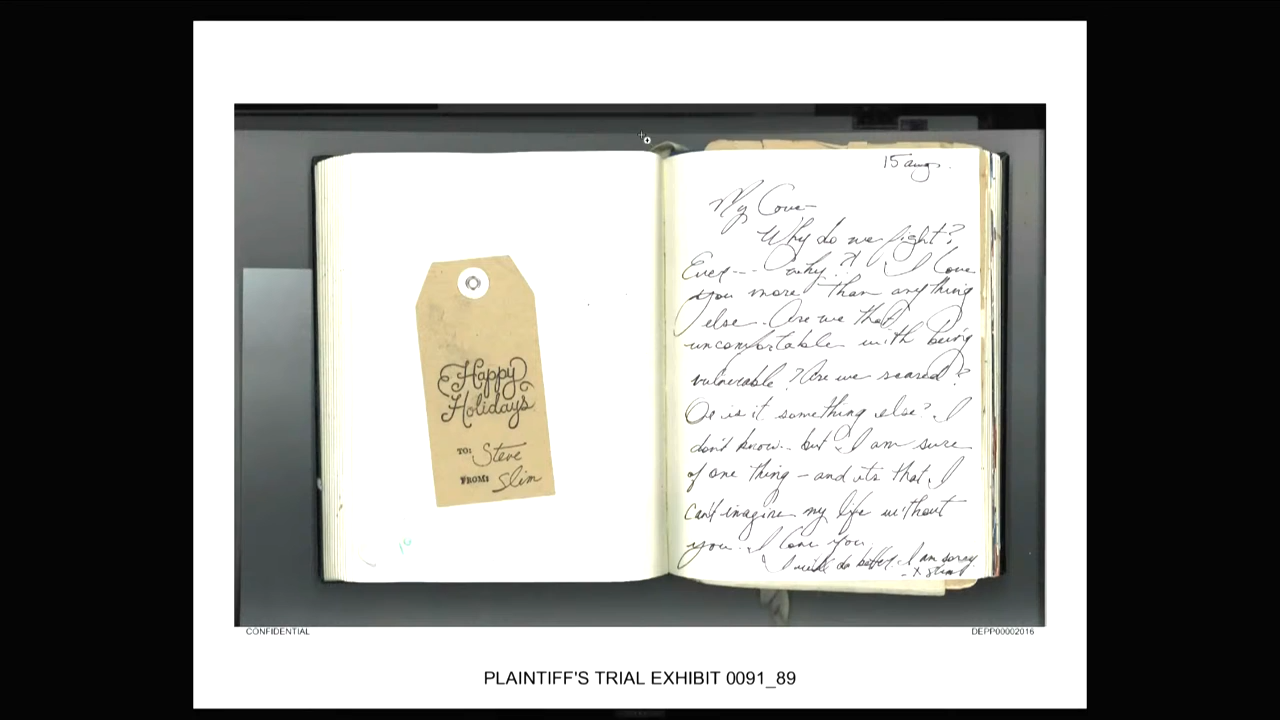 Happy
Holidays
TO: Steve
FROM: Slim
15 aug.
My Love—
Why do we fight?
Ever-- why?? I love
you more than anything
else. Are we that
uncomfortable with being
vulnerable? Are we scared?
Or is it something else? I
don't know.. but I am sure
of one thing — and its that I
can't imagine my life without
you. I love you.
I will do better. I am sorry.
- X Slim
CONFIDENTIAL
DEPP00002016
PLAINTIFF'S TRIAL EXHIBIT 0091_89